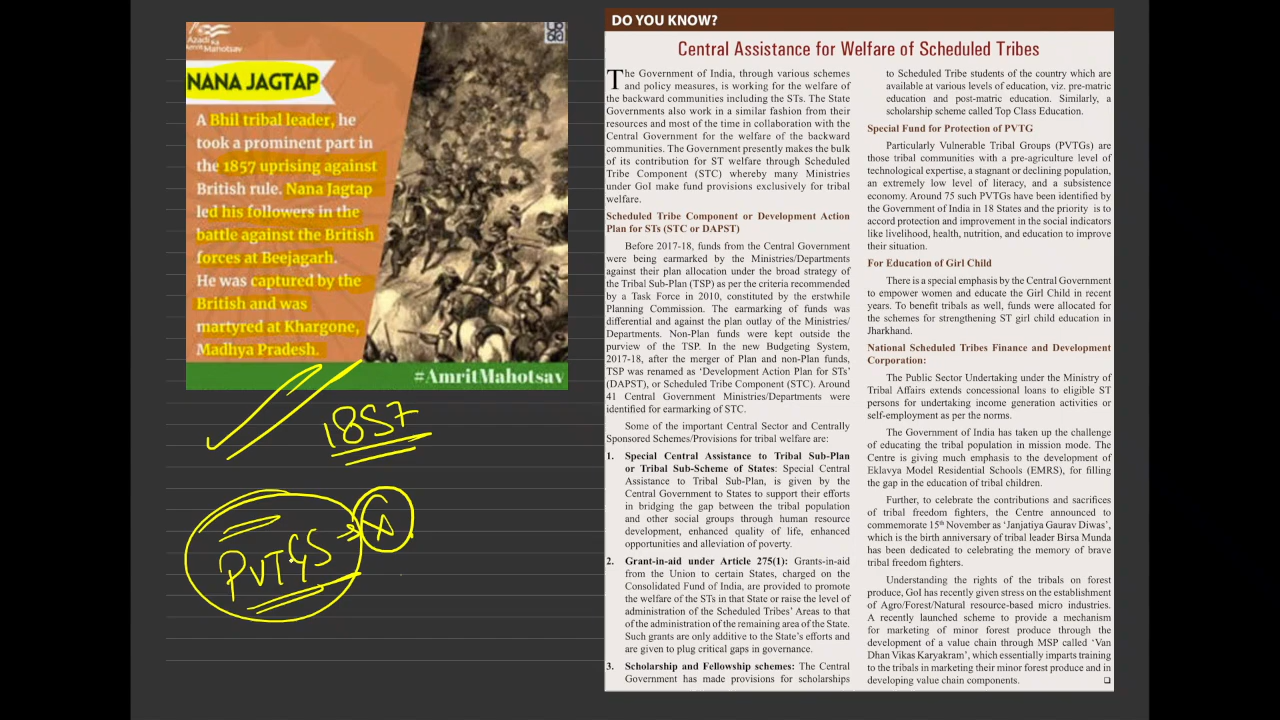 Azadi Ka
Amrit Mahotsav
NANA JAGTAP
A Bhil tribal leader, he
took a prominent part in
the 1857 uprising against
British rule. Nana Jagtap
led his followers in the
battle against the British
forces at Beejagarh.
He was captured by the
British and was
martyred at Khargone,
Madhya Pradesh.
#AmritMahotsav
1857
PVTGS
DO YOU KNOW?
Central Assistance for Welfare of Scheduled Tribes
The Government of India, through various schemes
and policy measures, is working for the welfare of
the backward communities including the STs. The State
Governments also work in a similar fashion from their
resources and most of the time in collaboration with the
Central Government for the welfare of the backward
communities. The Government presently makes the bulk
of its contribution for ST welfare through Scheduled
Tribe Component (STC) whereby many Ministries
under GoI make fund provisions exclusively for tribal
welfare.
Scheduled Tribe Component or Development Action
Plan for STs (STC or DAPST)
Before 2017-18, funds from the Central Government
were being earmarked by the Ministries/Departments
against their plan allocation under the broad strategy of
the Tribal Sub-Plan (TSP) as per the criteria recommended
by a Task Force in 2010, constituted by the erstwhile
Planning Commission. The earmarking of funds was
differential and against the plan outlay of the Ministries/
Departments. Non-Plan funds were kept outside the
purview of the TSP. In the new Budgeting System,
2017-18, after the merger of Plan and non-Plan funds,
TSP was renamed as ‘Development Action Plan for STs’
(DAPST), or Scheduled Tribe Component (STC). Around
41 Central Government Ministries/Departments were
identified for earmarking of STC.
Some of the important Central Sector and Centrally
Sponsored Schemes/Provisions for tribal welfare are:
1. Special Central Assistance to Tribal Sub-Plan
or Tribal Sub-Scheme of States: Special Central
Assistance to Tribal Sub-Plan, is given by the
Central Government to States to support their efforts
in bridging the gap between the tribal population
and other social groups through human resource
development, enhanced quality of life, enhanced
opportunities and alleviation of poverty.
2. Grant-in-aid under Article 275(1): Grants-in-aid
from the Union to certain States, charged on the
Consolidated Fund of India, are provided to promote
the welfare of the STs in that State or raise the level of
administration of the Scheduled Tribes’ Areas to that
of the administration of the remaining area of the State.
Such grants are only additive to the State’s efforts and
are given to plug critical gaps in governance.
3. Scholarship and Fellowship schemes: The Central
Government has made provisions for scholarships
to Scheduled Tribe students of the country which are
available at various levels of education, viz. pre-matric
education and post-matric education. Similarly, a
scholarship scheme called Top Class Education.
Special Fund for Protection of PVTG
Particularly Vulnerable Tribal Groups (PVTGs) are
those tribal communities with a pre-agriculture level of
technological expertise, a stagnant or declining population,
an extremely low level of literacy, and a subsistence
economy. Around 75 such PVTGs have been identified by
the Government of India in 18 States and the priority is to
accord protection and improvement in the social indicators
like livelihood, health, nutrition, and education to improve
their situation.
For Education of Girl Child
There is a special emphasis by the Central Government
to empower women and educate the Girl Child in recent
years. To benefit tribals as well, funds were allocated for
the schemes for strengthening ST girl child education in
Jharkhand.
National Scheduled Tribes Finance and Development
Corporation:
The Public Sector Undertaking under the Ministry of
Tribal Affairs extends concessional loans to eligible ST
persons for undertaking income generation activities or
self-employment as per the norms.
The Government of India has taken up the challenge
of educating the tribal population in mission mode. The
Centre is giving much emphasis to the development of
Eklavya Model Residential Schools (EMRS), for filling
the gap in the education of tribal children.
Further, to celebrate the contributions and sacrifices
of tribal freedom fighters, the Centre announced to
commemorate 15th November as ‘Janjatiya Gaurav Diwas’,
which is the birth anniversary of tribal leader Birsa Munda
has been dedicated to celebrating the memory of brave
tribal freedom fighters.
Understanding the rights of the tribals on forest
produce, GoI has recently given stress on the establishment
of Agro/Forest/Natural resource-based micro industries.
A recently launched scheme to provide a mechanism
for marketing of minor forest produce through the
development of a value chain through MSP called ‘Van
Dhan Vikas Karyakram’, which essentially imparts training
to the tribals in marketing their minor forest produce and in
developing value chain components.